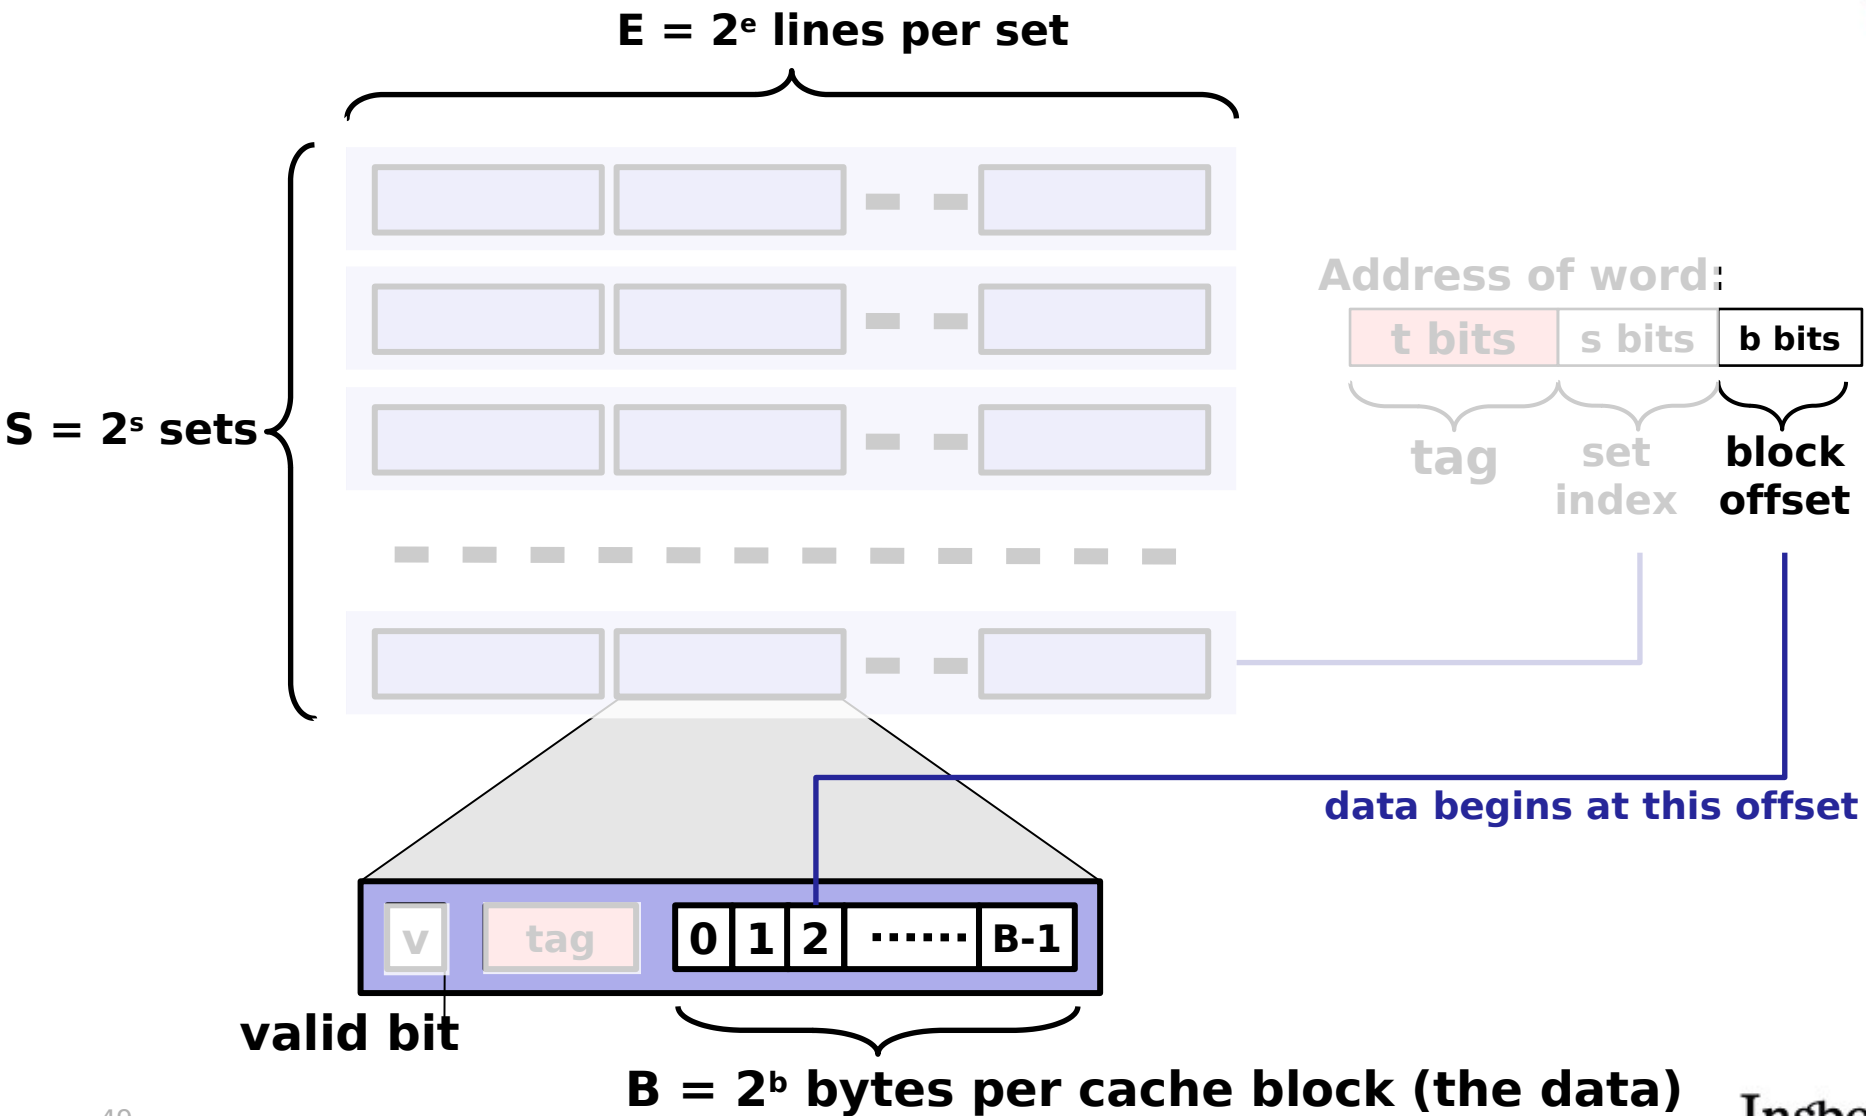 E = 2ᵉ lines per set
Address of word:
t bits s bits b bits
S = 2ˢ sets
tag
set index
block offset
data begins at this offset
v tag 0 1 2 ...... B-1
valid bit
B = 2ᵇ bytes per cache block (the data)